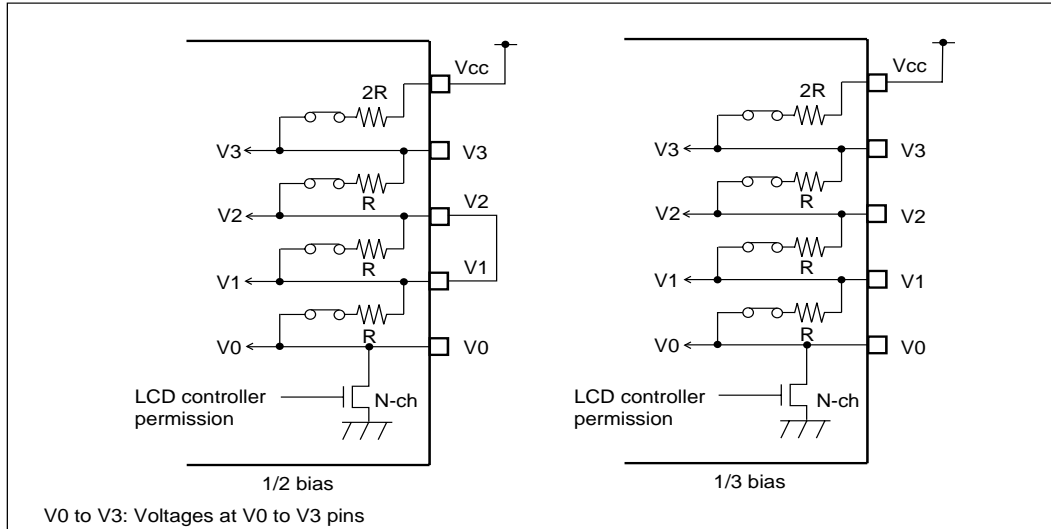 Vcc
2R
V3
V3
R
V2
V2
R
V1
V1
R
V0
V0
LCD controller
permission
N-ch
1/2 bias
Vcc
2R
V3
V3
R
V2
V2
R
V1
V1
R
V0
V0
LCD controller
permission
N-ch
1/3 bias
V0 to V3: Voltages at V0 to V3 pins